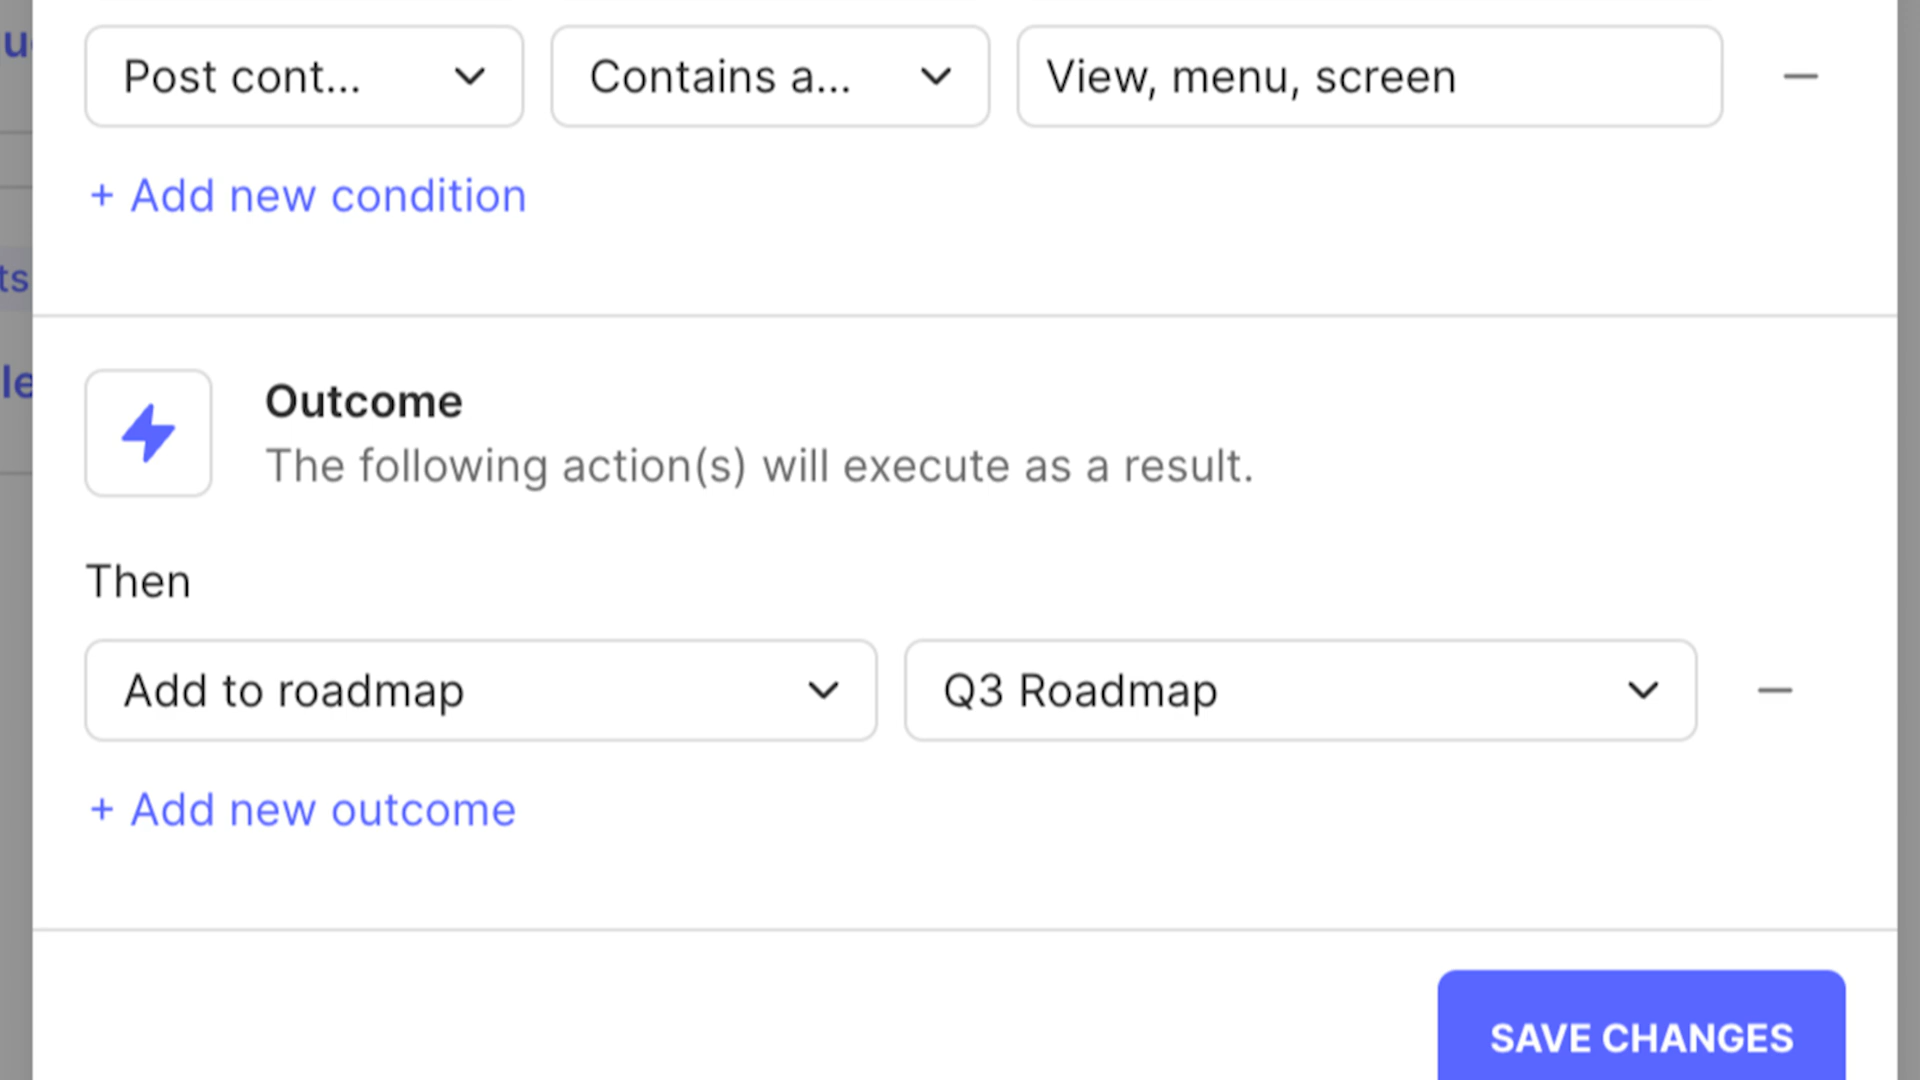 Post cont... Contains a... View, menu, screen
+ Add new condition
Outcome
The following action(s) will execute as a result.
Then
Add to roadmap Q3 Roadmap
+ Add new outcome
SAVE CHANGES